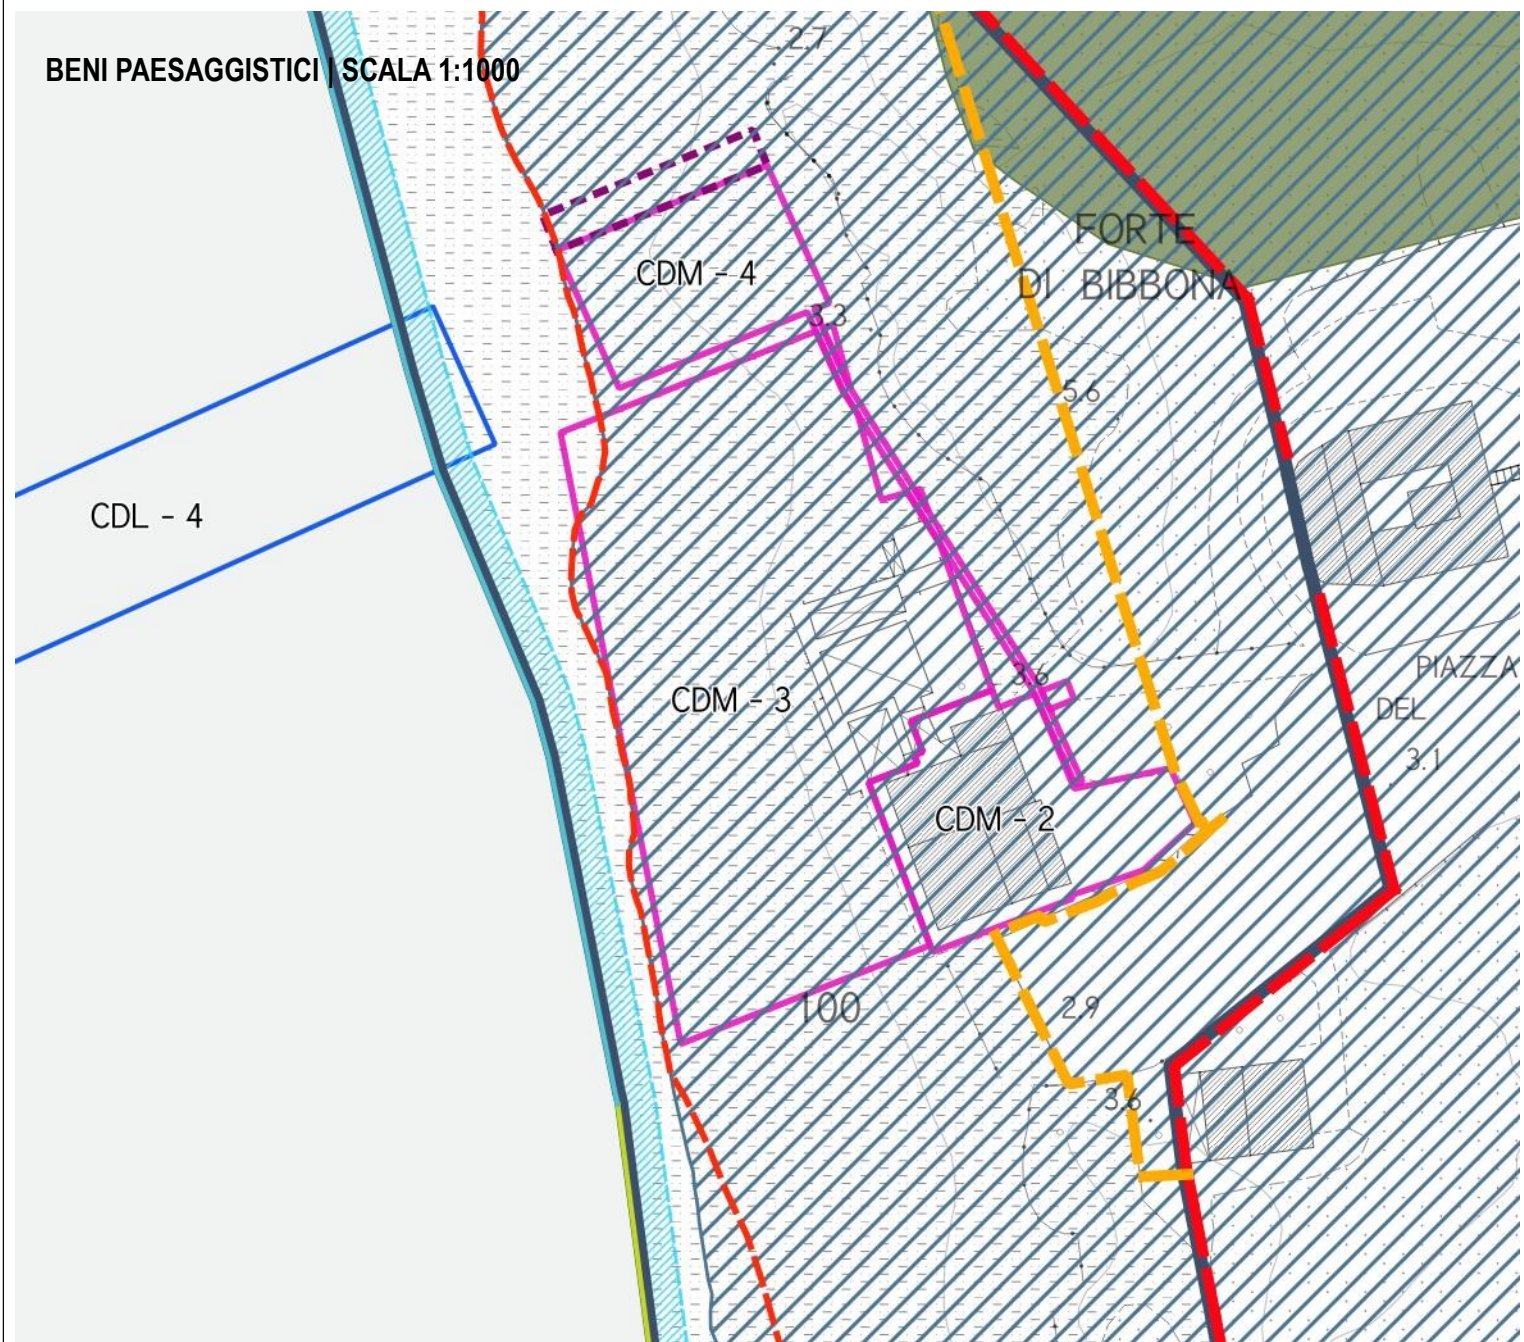 2.7
BENI PAESAGGISTICI | SCALA 1:1000
FORTE
DI BIBBONA
CDM - 4
3.3
5.6
CDL - 4
3.6
PIAZZA
CDM - 3
DEL
3.1
CDM - 2
100
2.9
3.6